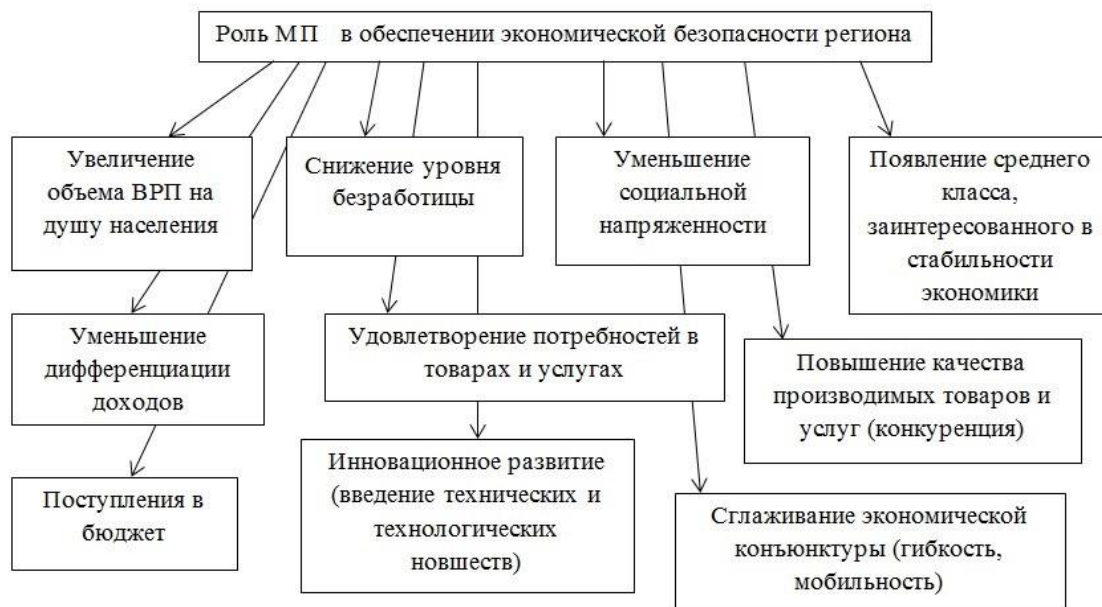 Роль МП в обеспечении экономической безопасности региона
Увеличение
объема ВРП на
душу населения
Снижение уровня
безработицы
Уменьшение
социальной
напряженности
Появление среднего
класса,
заинтересованного в
стабильности
экономики
Уменьшение
дифференциации
доходов
Удовлетворение потребностей в
товарах и услугах
Повышение качества
производимых товаров и
услуг (конкуренция)
Поступления в
бюджет
Инновационное развитие
(введение технических и
технологических
новшеств)
Сглаживание экономической
конъюнктуры (гибкость,
мобильность)